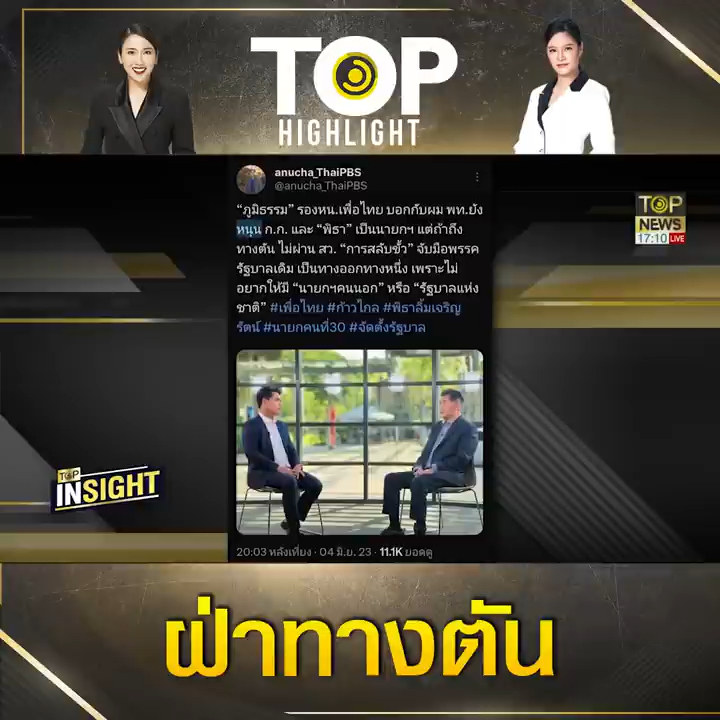 TOP
HIGHLIGHT
anucha_ThaiPBS
@anucha_ThaiPBS
“ภูมิธรรม” รองหน.เพื่อไทย บอกกับผม พท.ยัง
หนุน ก.ก. และ “พิธา” เป็นนายกฯ แต่ถ้าถึง
ทางตัน ไม่ผ่าน สว. “การสลับขั้ว” จับมือพรรค
รัฐบาลเดิม เป็นทางออกทางหนึ่ง เพราะไม่
อยากให้มี “นายกฯคนนอก” หรือ “รัฐบาลแห่ง
ชาติ” #เพื่อไทย #ก้าวไกล #พิธาลิ้มเจริญ
รัตน์ #นายกคนที่30 #จัดตั้งรัฐบาล
20:03 หลังเที่ยง · 04 มิ.ย. 23 · 11.1K ยอดดู
TOP
NEWS
17:10 LIVE
TOP
INSIGHT
ฝ่าทางตัน